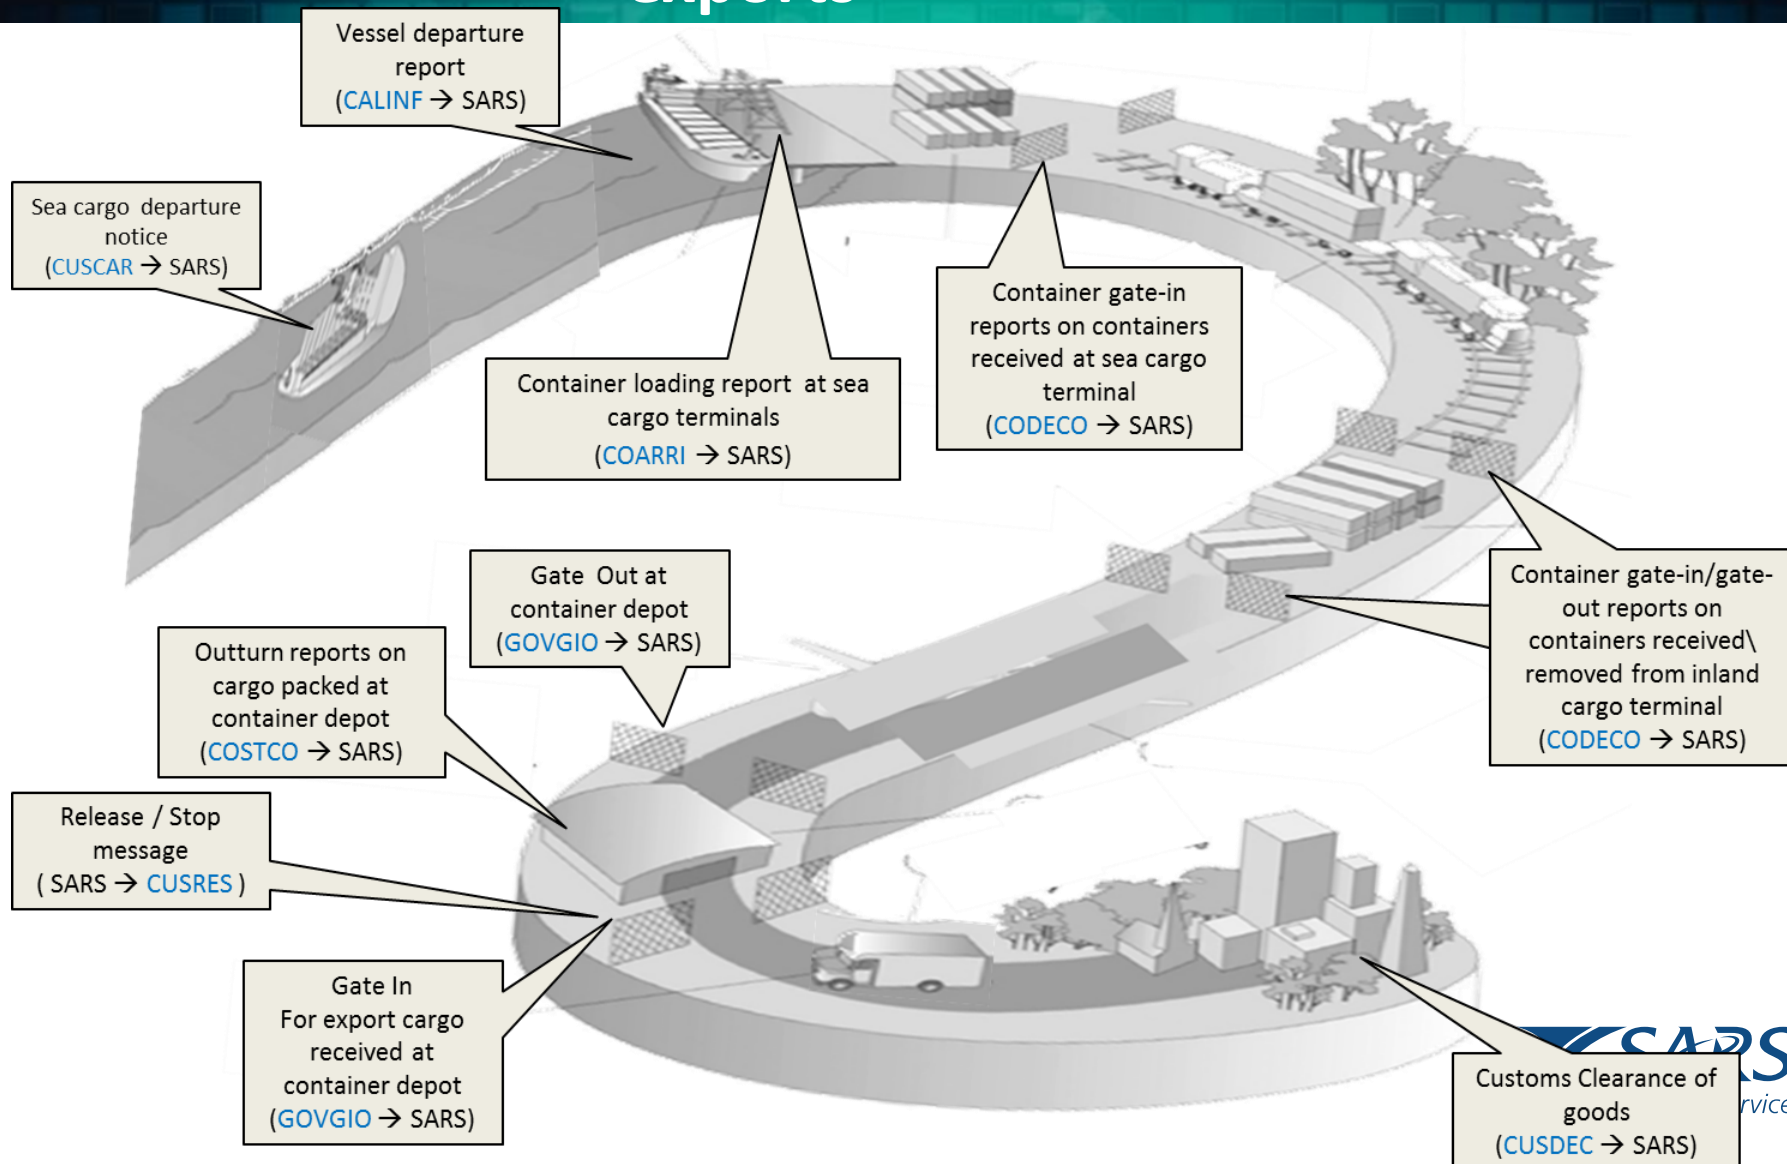 exports
Vessel departure
report
(CALINF → SARS)
Sea cargo departure
notice
(CUSCAR → SARS)
Container loading report at sea
cargo terminals
(COARRI → SARS)
Container gate-in
reports on containers
received at sea cargo
terminal
(CODECO → SARS)
Container gate-in/gate-
out reports on
containers received\
removed from inland
cargo terminal
(CODECO → SARS)
Gate Out at
container depot
(GOVGIO → SARS)
Outturn reports on
cargo packed at
container depot
(COSTCO → SARS)
Release / Stop
message
( SARS → CUSRES )
Gate In
For export cargo
received at
container depot
(GOVGIO → SARS)
Customs Clearance of
goods
(CUSDEC → SARS)
SARS